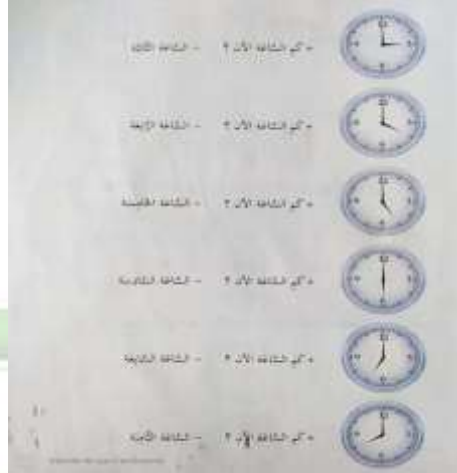 + كم الساعة الآن ؟ - الساعة الثالثة
+ كم الساعة الآن ؟ - الساعة الرابعة
+ كم الساعة الآن ؟ - الساعة الخامسة
+ كم الساعة الآن ؟ - الساعة السادسة
+ كم الساعة الآن ؟ - الساعة السابعة
+ كم الساعة الآن ؟ - الساعة الثامنة